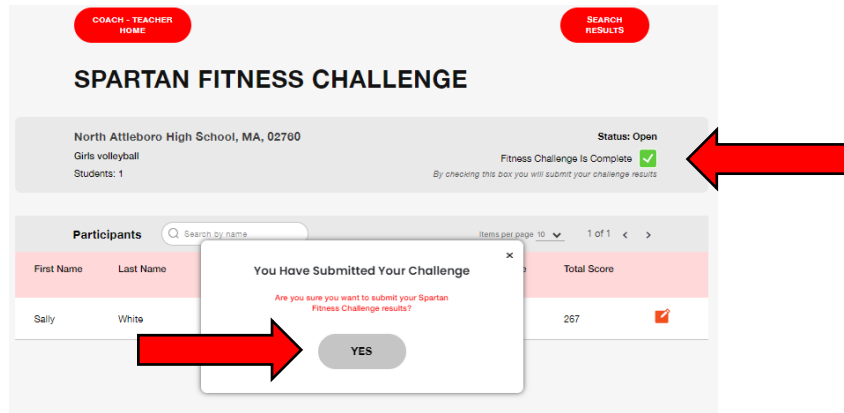 COACH - TEACHER
HOME
SEARCH
RESULTS
SPARTAN FITNESS CHALLENGE
North Attleboro High School, MA, 02760
Status: Open
Girls volleyball
Fitness Challenge Is Complete
Students: 1
By checking this box you will submit your challenge results
Participants
Search by name
Items per page 10
1 of 1 < >
First Name Last Name Total Score
Sally White 267
×
You Have Submitted Your Challenge
Are you sure you want to submit your Spartan
Fitness Challenge results?
YES